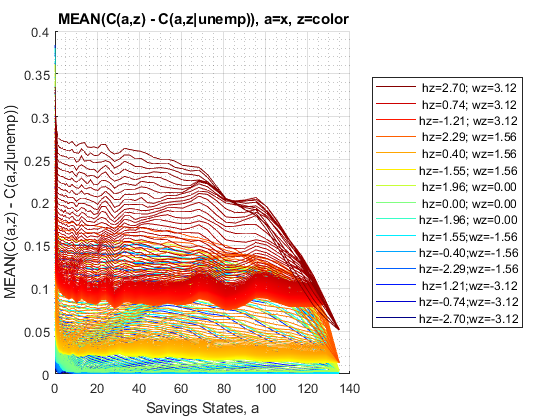 MEAN(C(a,z) - C(a,z|unemp)), a=x, z=color
MEAN(C(a,z) - C(a,z|unemp))
0.4
0.35
0.3
0.25
0.2
0.15
0.1
0.05
0
0 20 40 60 80 100 120 140
Savings States, a
hz=2.70; wz=3.12
hz=0.74; wz=3.12
hz=-1.21; wz=3.12
hz=2.29; wz=1.56
hz=0.40; wz=1.56
hz=-1.55; wz=1.56
hz=1.96; wz=0.00
hz=0.00; wz=0.00
hz=-1.96; wz=0.00
hz=1.55;wz=-1.56
hz=-0.40;wz=-1.56
hz=-2.29;wz=-1.56
hz=1.21;wz=-3.12
hz=-0.74;wz=-3.12
hz=-2.70;wz=-3.12